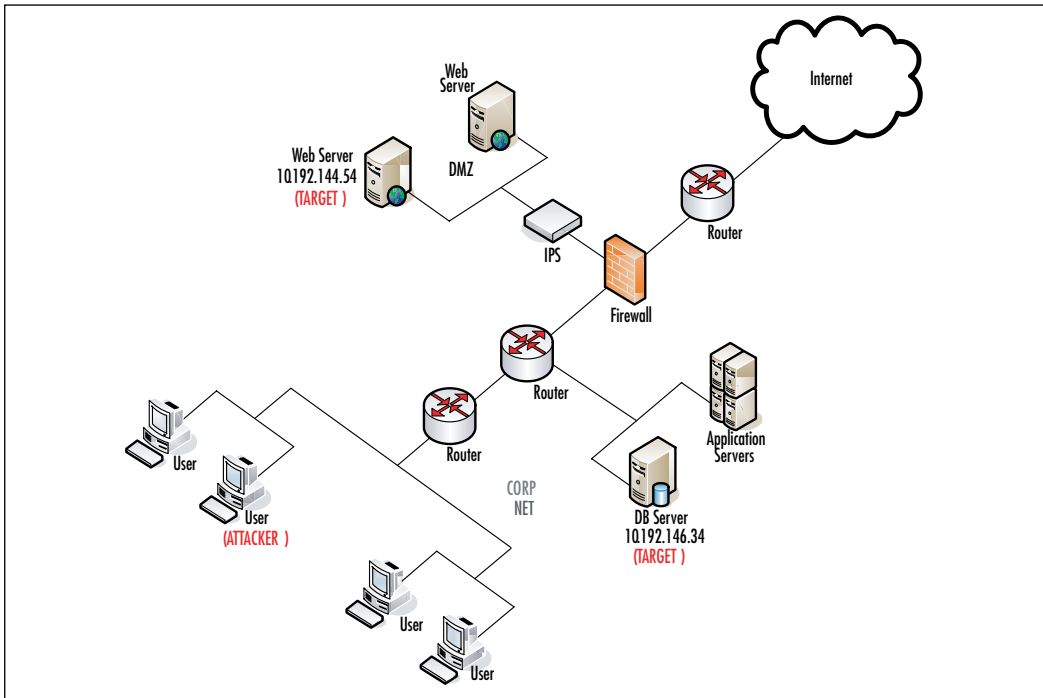 Internet
Web
Server
Web Server
10.192.144.54
(TARGET )
DMZ
Router
IPS
Firewall
Router
Router
Application
Servers
User
User
(ATTACKER )
CORP
NET
DB Server
10.192.146.34
(TARGET )
User
User